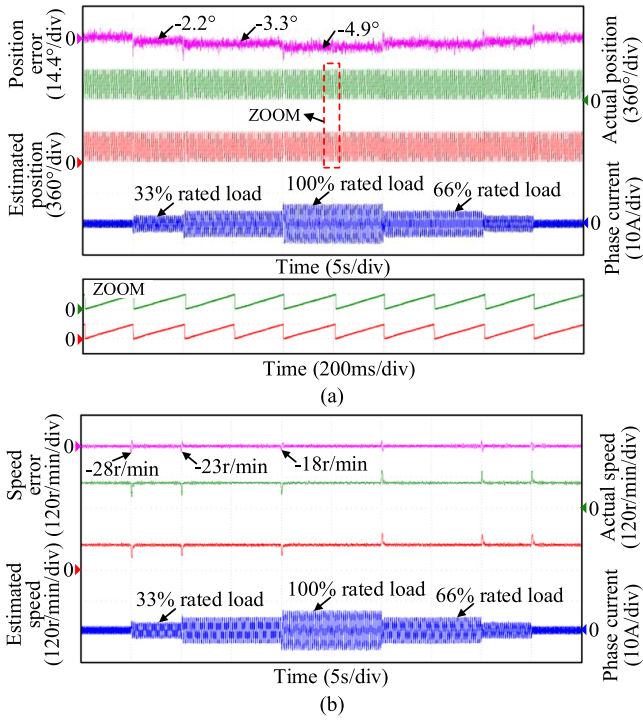 Position
error
(14.4°/div)
0
-2.2°
-3.3°
-4.9°
Actual position
(360°/div)
0
ZOOM
Estimated
position
(360°/div)
0
33% rated load
100% rated load
66% rated load
Phase current
(10A/div)
0
Time (5s/div)
ZOOM
0
0
Time (200ms/div)
(a)
Speed
error
(120r/min/div)
0
-28r/min
-23r/min
-18r/min
Actual speed
(120r/min/div)
0
Estimated
speed
(120r/min/div)
0
33% rated load
100% rated load
66% rated load
Phase current
(10A/div)
0
Time (5s/div)
(b)